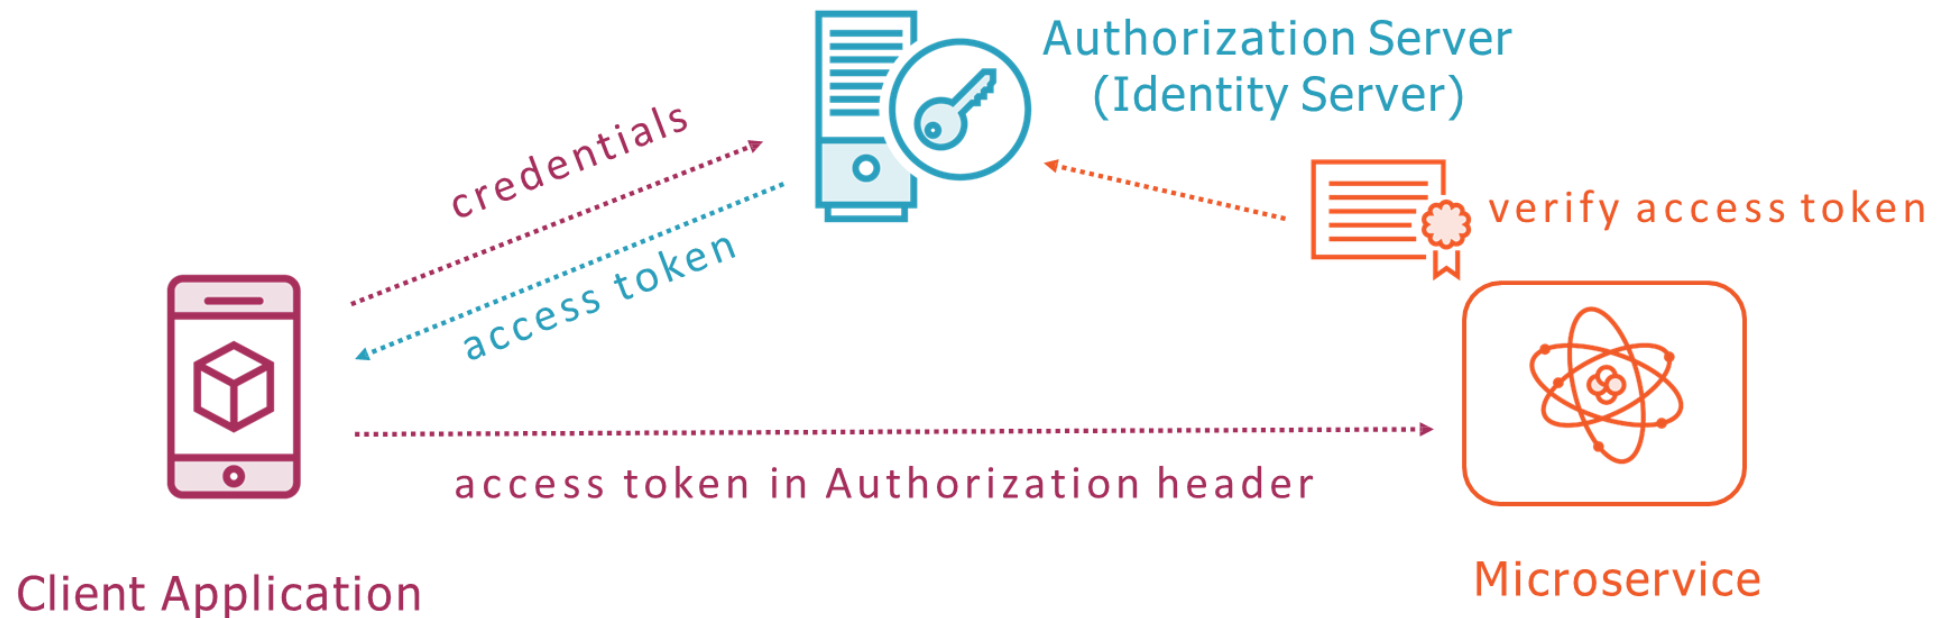 Authorization Server
(Identity Server)
credentials
access token
verify access token
access token in Authorization header
Client Application
Microservice